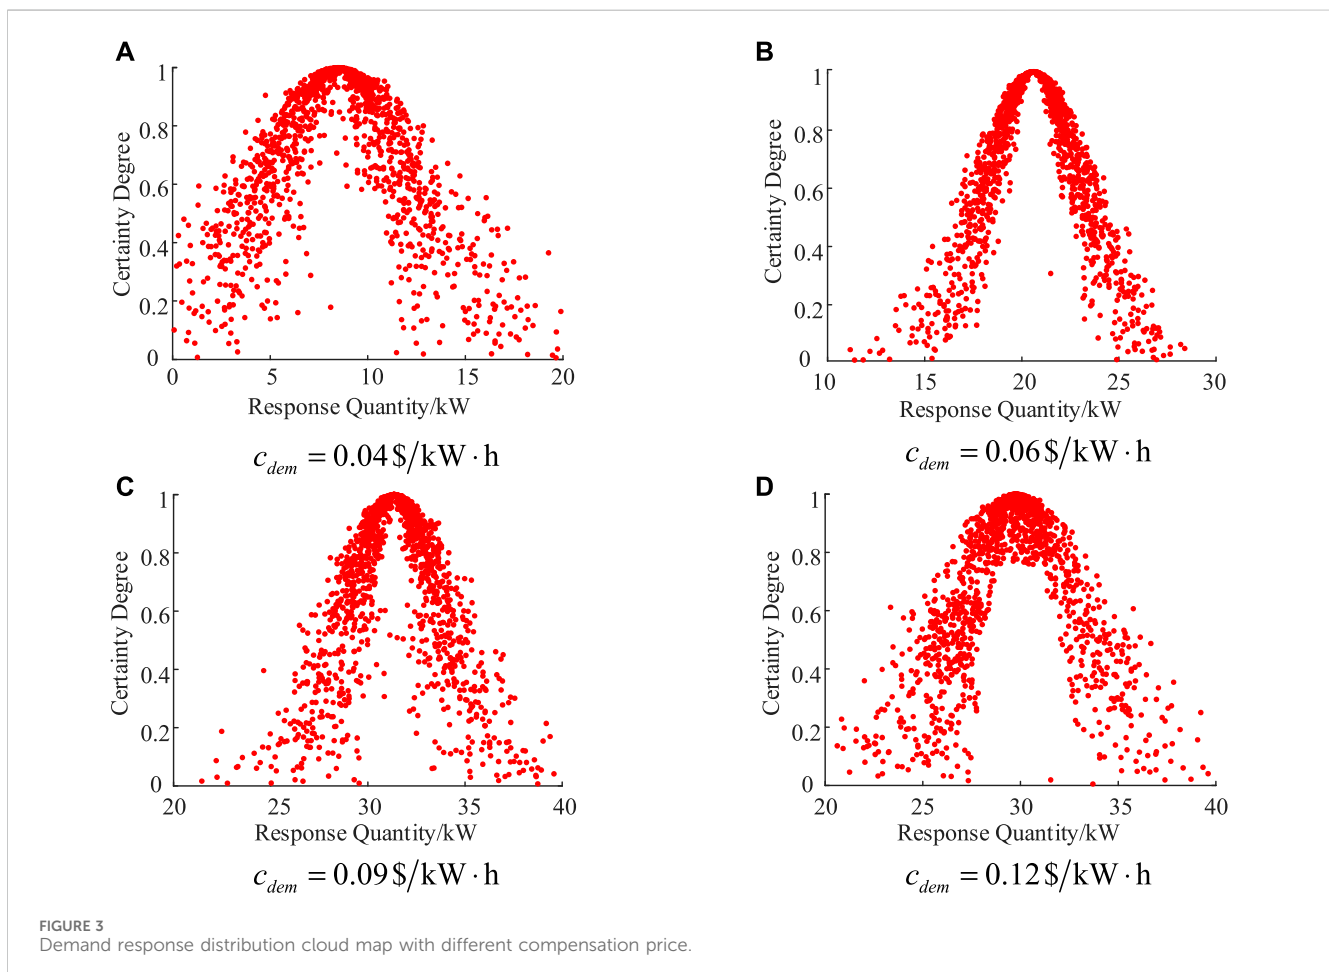 A
Certainty Degree
1
0.8
0.6
0.4
0.2
0
0 5 10 15 20
Response Quantity/kW
c_dem = 0.04 $/kW·h
B
Certainty Degree
1
0.8
0.6
0.4
0.2
0
10 15 20 25 30
Response Quantity/kW
c_dem = 0.06 $/kW·h
C
Certainty Degree
1
0.8
0.6
0.4
0.2
0
20 25 30 35 40
Response Quantity/kW
c_dem = 0.09 $/kW·h
D
Certainty Degree
1
0.8
0.6
0.4
0.2
0
20 25 30 35 40
Response Quantity/kW
c_dem = 0.12 $/kW·h
FIGURE 3
Demand response distribution cloud map with different compensation price.